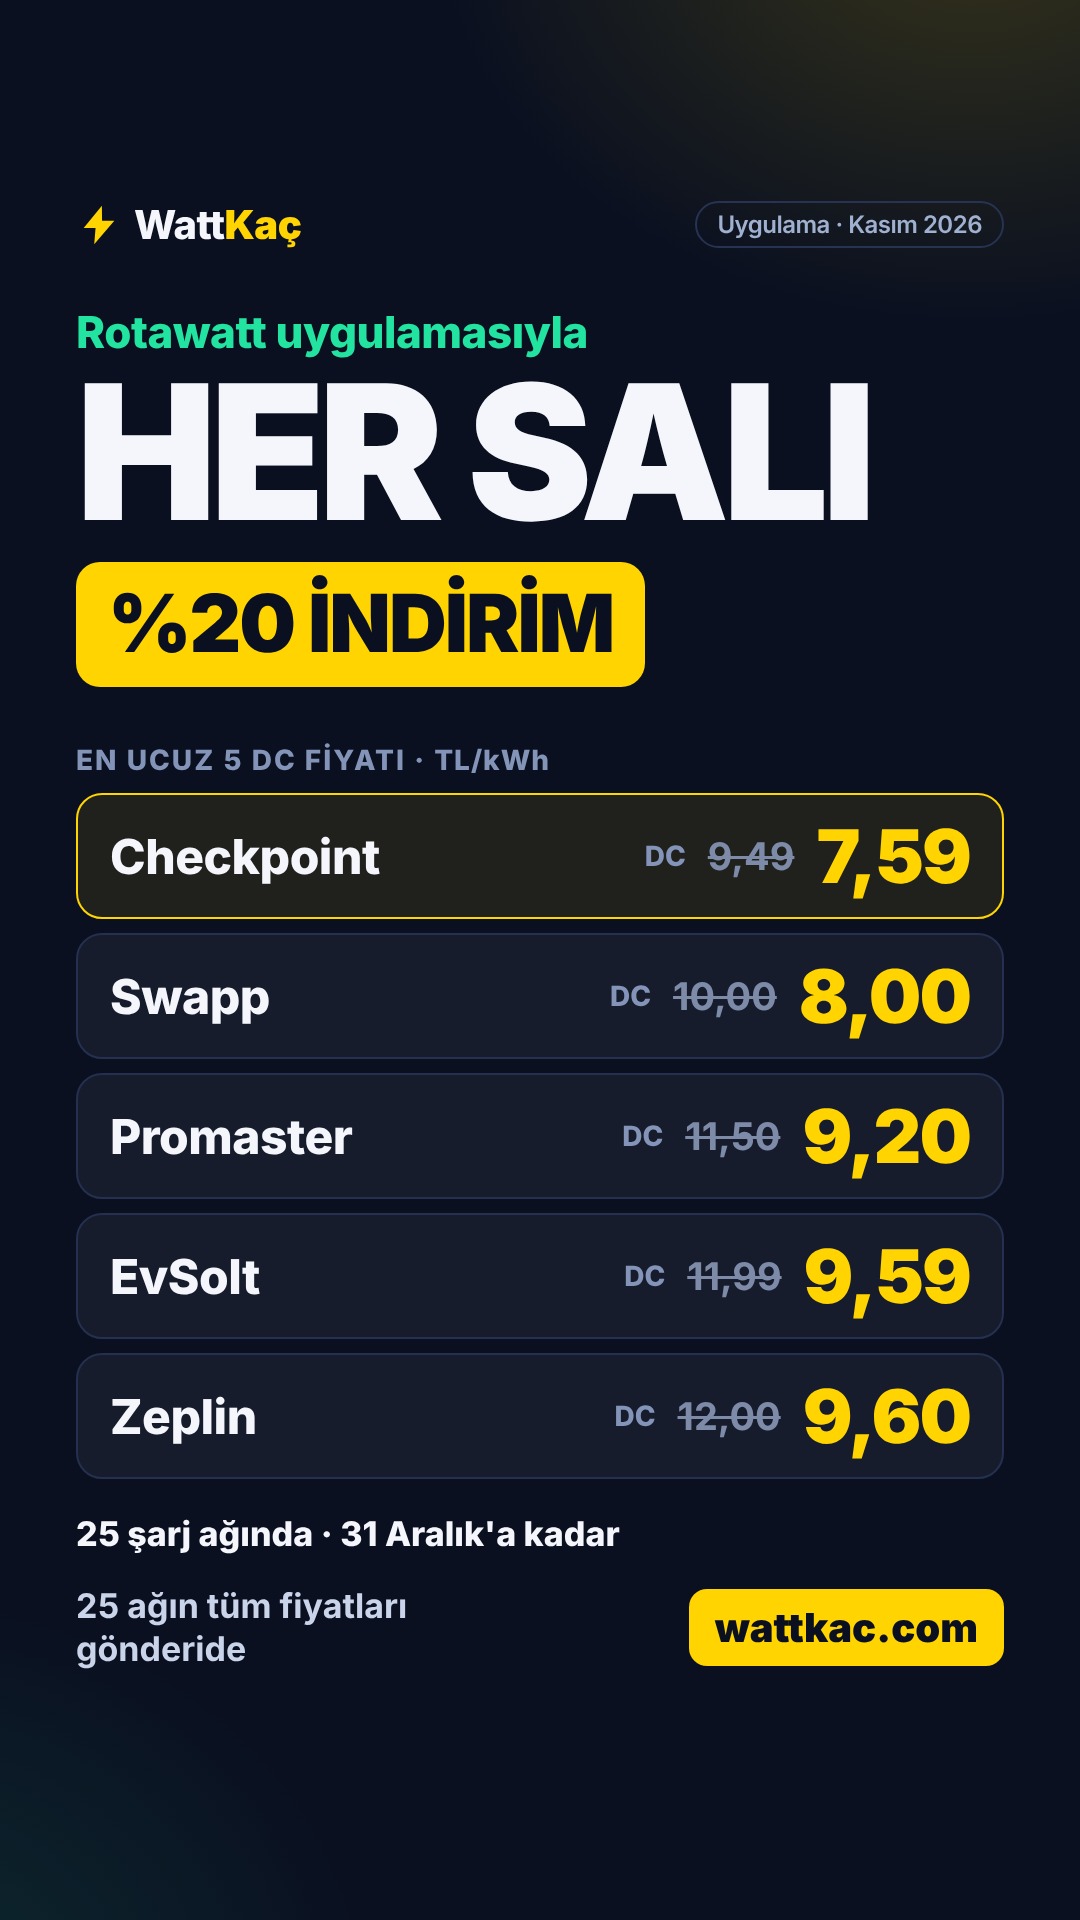 WattKaç
Uygulama · Kasım 2026
Rotawatt uygulamasıyla
HER SALI
%20 İNDİRİM
EN UCUZ 5 DC FİYATI · TL/kWh
Checkpoint DC 9,49 7,59
Swapp DC 10,00 8,00
Promaster DC 11,50 9,20
EvSolt DC 11,99 9,59
Zeplin DC 12,00 9,60
25 şarj ağında · 31 Aralık'a kadar
25 ağın tüm fiyatları
gönderide
wattkac.com